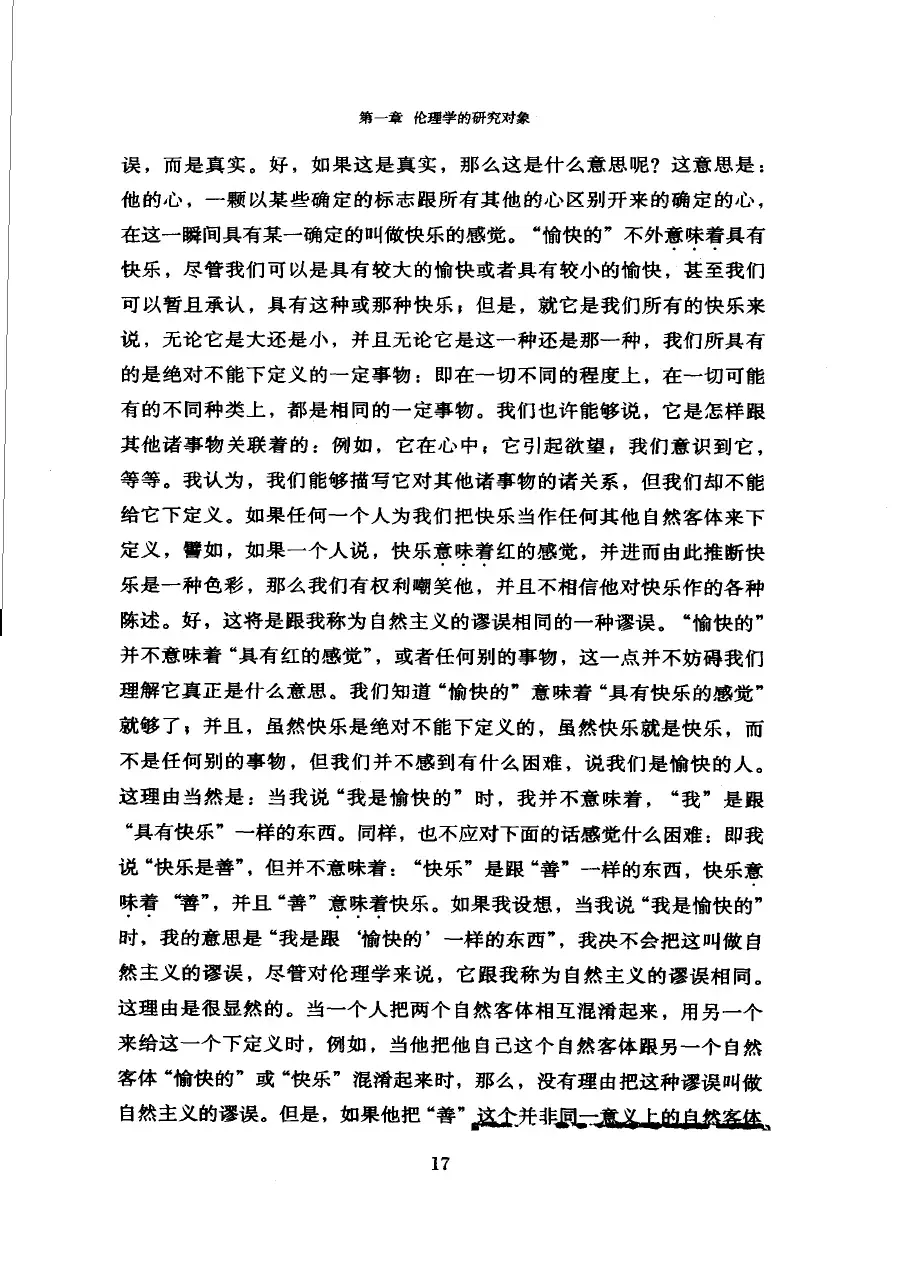 第一章 伦理学的研究对象
误，而是真实。好，如果这是真实，那么这是什么意思呢？这意思是：
他的心，一颗以某些确定的标志跟所有其他的心区别开来的确定的心，
在这一瞬间具有某一确定的叫做快乐的感觉。“愉快的”不外意味着具有
快乐，尽管我们可以是具有较大的愉快或者具有较小的愉快，甚至我们
可以暂且承认，具有这种或那种快乐；但是，就它是我们所有的快乐来
说，无论它是大还是小，并且无论它是这一种还是那一种，我们所具有
的是绝对不能下定义的一定事物：即在一切不同的程度上，在一切可能
有的不同种类上，都是相同的一定事物。我们也许能够说，它是怎样跟
其他诸事物关联着的：例如，它在心中；它引起欲望；我们意识到它，
等等。我认为，我们能够描写它对其他诸事物的诸关系，但我们却不能
给它下定义。如果任何一个人为我们把快乐当作任何其他自然客体来下
定义，譬如，如果一个人说，快乐意味着红的感觉，并进而由此推断快
乐是一种色彩，那么我们有权利嘲笑他，并且不相信他对快乐作的各种
陈述。好，这将是跟我称为自然主义的谬误相同的一种谬误。“愉快的”
并不意味着“具有红的感觉”，或者任何别的事物，这一点并不妨碍我们
理解它真正是什么意思。我们知道“愉快的”意味着“具有快乐的感觉”
就够了；并且，虽然快乐是绝对不能下定义的，虽然快乐就是快乐，而
不是任何别的事物，但我们并不感到有什么困难，说我们是愉快的人。
这理由当然是：当我说“我是愉快的”时，我并不意味着，“我”是跟
“具有快乐”一样的东西。同样，也不应对下面的话感觉什么困难：即我
说“快乐是善”，但并不意味着：“快乐”是跟“善”一样的东西，快乐意
味着“善”，并且“善”意味着快乐。如果我设想，当我说“我是愉快的”
时，我的意思是“我是跟‘愉快的’一样的东西”，我决不会把这叫做自
然主义的谬误，尽管对伦理学来说，它跟我称为自然主义的谬误相同。
这理由是很显然的。当一个人把两个自然客体相互混淆起来，用另一个
来给这一个下定义时，例如，当他把他自己这个自然客体跟另一个自然
客体“愉快的”或“快乐”混淆起来时，那么，没有理由把这种谬误叫做
自然主义的谬误。但是，如果他把“善”这个并非同一意义上的自然客体
17